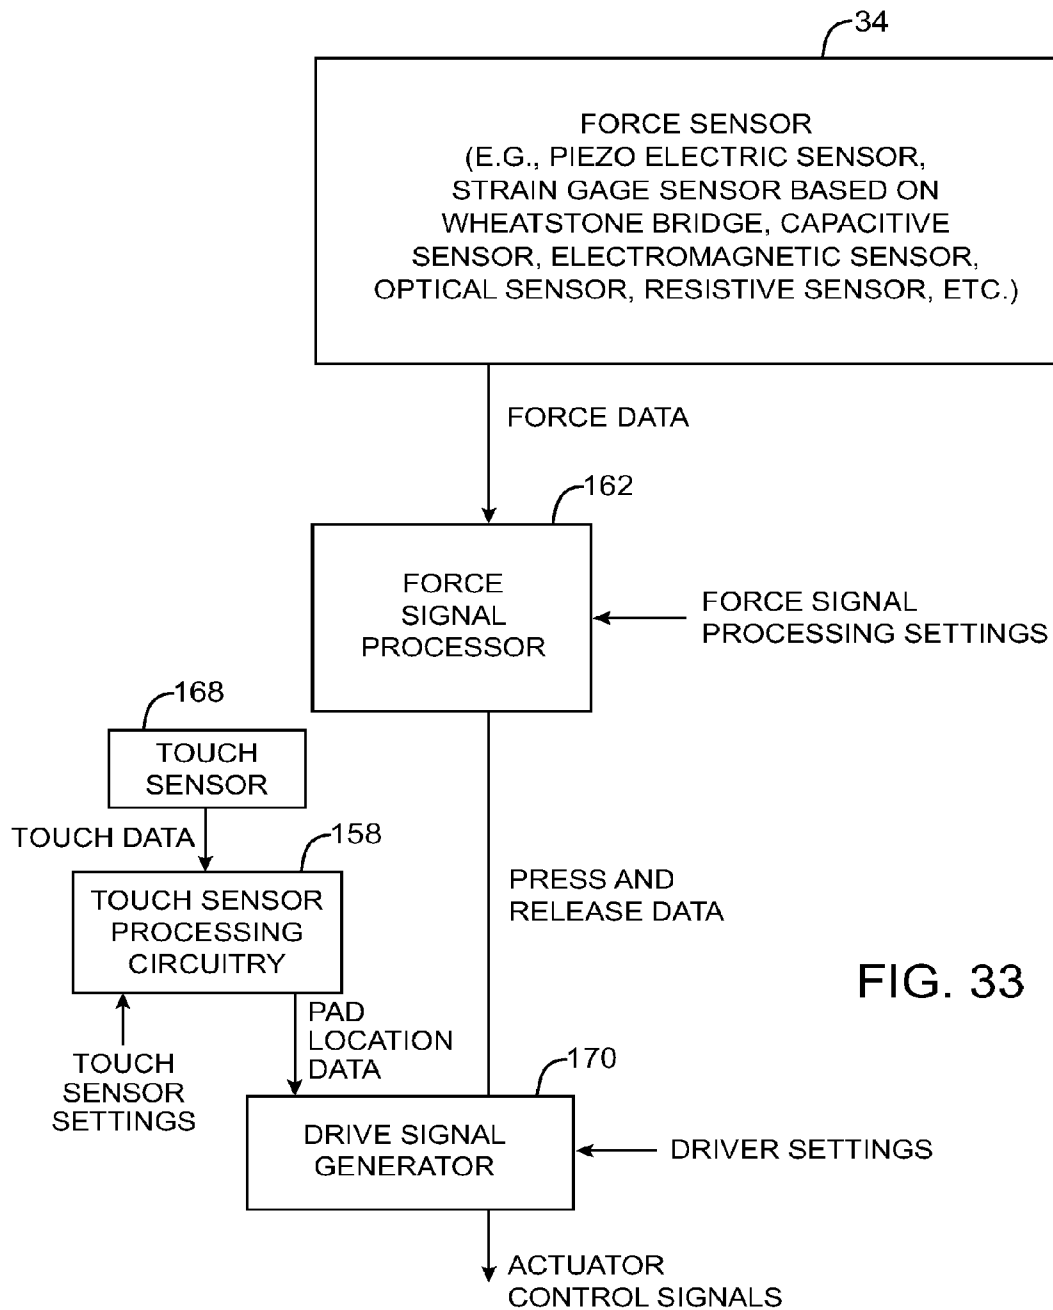 34
FORCE SENSOR
(E.G., PIEZO ELECTRIC SENSOR,
STRAIN GAGE SENSOR BASED ON
WHEATSTONE BRIDGE, CAPACITIVE
SENSOR, ELECTROMAGNETIC SENSOR,
OPTICAL SENSOR, RESISTIVE SENSOR, ETC.)
FORCE DATA
162
FORCE
SIGNAL
PROCESSOR
FORCE SIGNAL
PROCESSING SETTINGS
168
TOUCH
SENSOR
TOUCH DATA
158
TOUCH SENSOR
PROCESSING
CIRCUITRY
PRESS AND
RELEASE DATA
FIG. 33
PAD
LOCATION
DATA
TOUCH
SENSOR
SETTINGS
170
DRIVE SIGNAL
GENERATOR
DRIVER SETTINGS
ACTUATOR
CONTROL SIGNALS